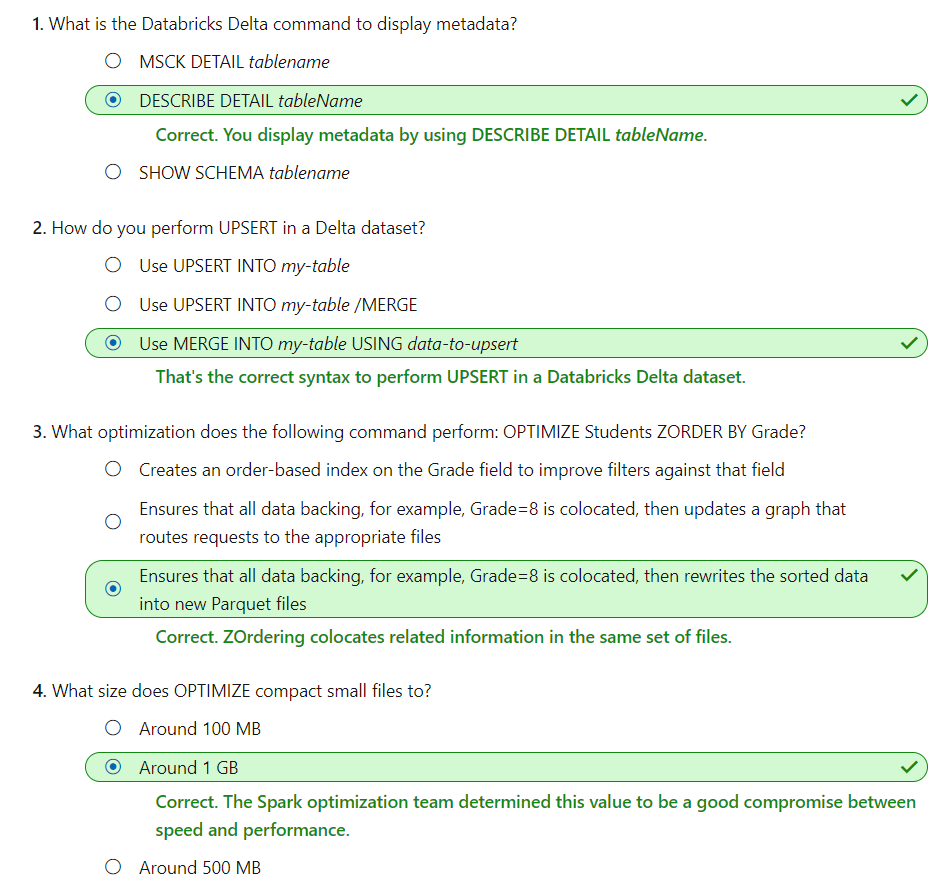 1. What is the Databricks Delta command to display metadata?
MSCK DETAIL tablename
DESCRIBE DETAIL tableName
Correct. You display metadata by using DESCRIBE DETAIL tableName.
SHOW SCHEMA tablename
2. How do you perform UPSERT in a Delta dataset?
Use UPSERT INTO my-table
Use UPSERT INTO my-table /MERGE
Use MERGE INTO my-table USING data-to-upsert
That's the correct syntax to perform UPSERT in a Databricks Delta dataset.
3. What optimization does the following command perform: OPTIMIZE Students ZORDER BY Grade?
Creates an order-based index on the Grade field to improve filters against that field
Ensures that all data backing, for example, Grade=8 is colocated, then updates a graph that
routes requests to the appropriate files
Ensures that all data backing, for example, Grade=8 is colocated, then rewrites the sorted data
into new Parquet files
Correct. ZOrdering colocates related information in the same set of files.
4. What size does OPTIMIZE compact small files to?
Around 100 MB
Around 1 GB
Correct. The Spark optimization team determined this value to be a good compromise between
speed and performance.
Around 500 MB